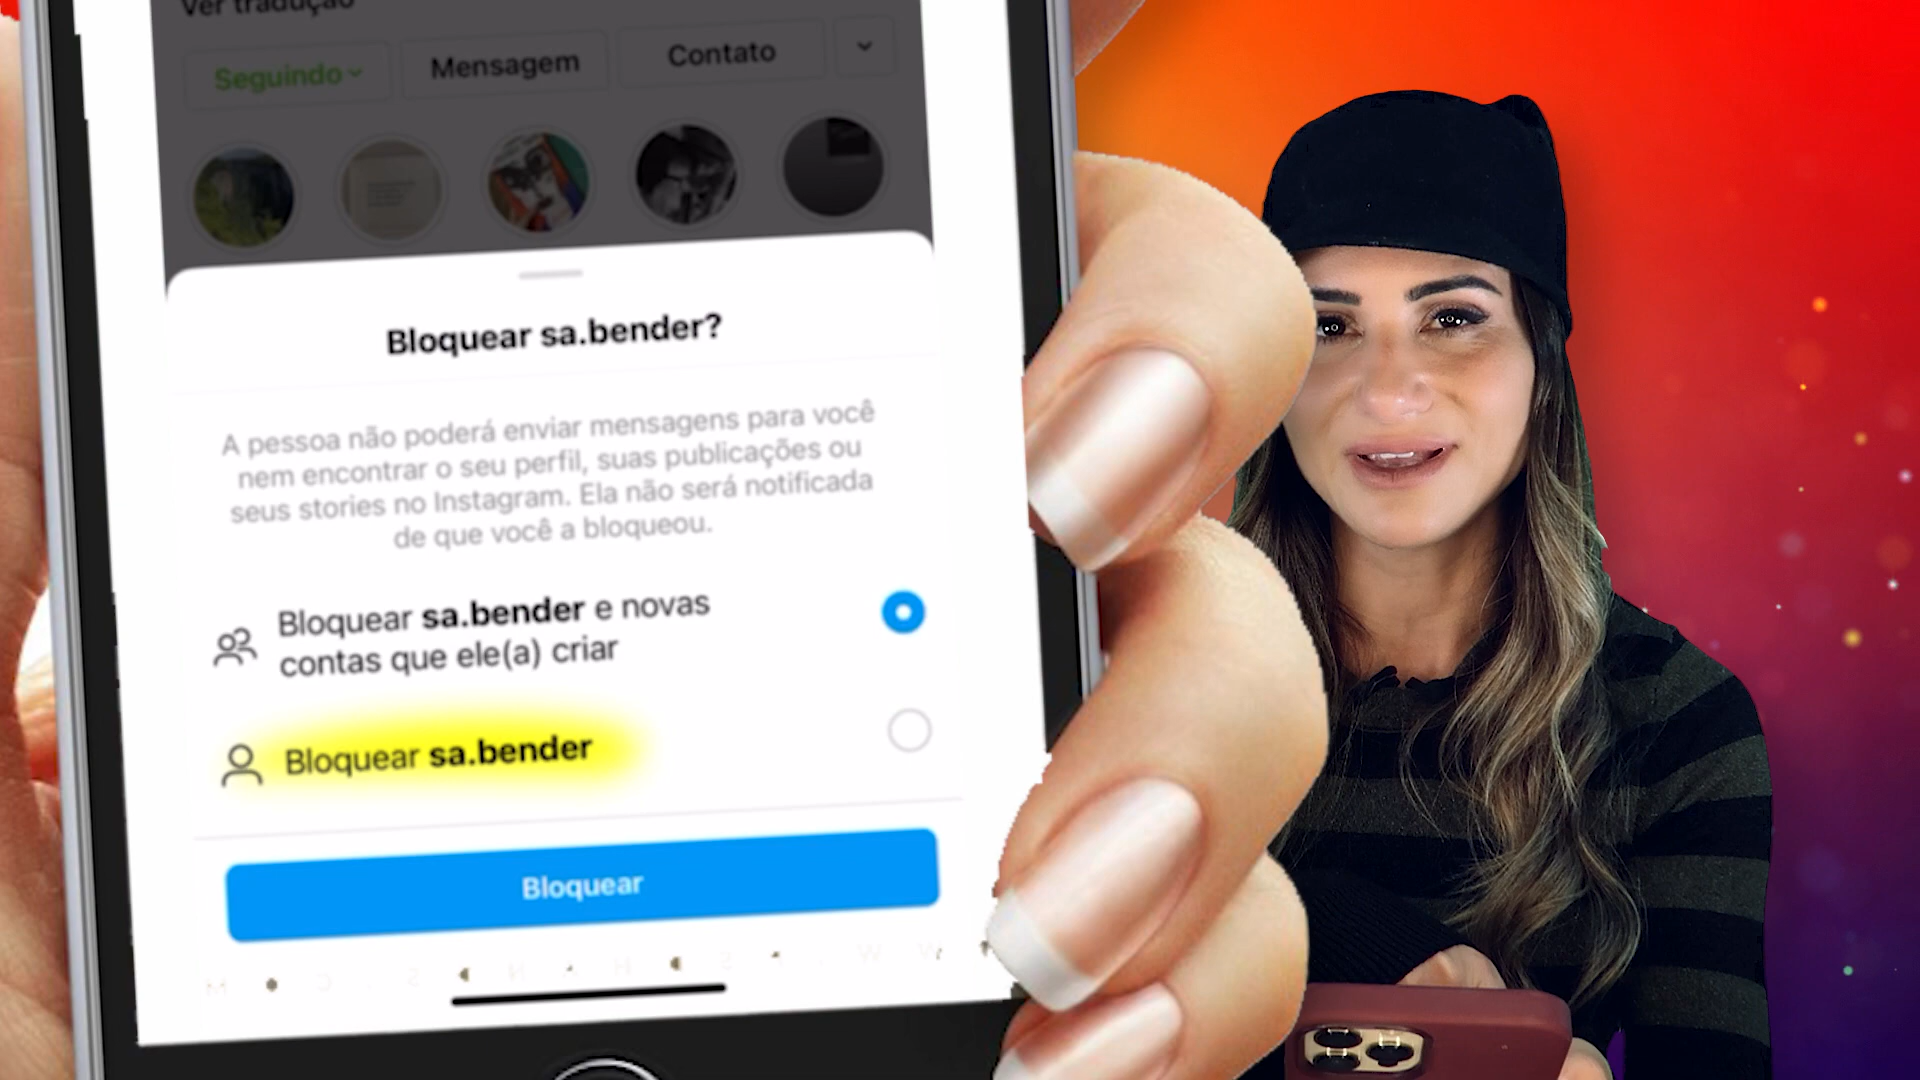 Ver tradução
Seguindo
Mensagem
Contato
Bloquear sa.bender?
A pessoa não poderá enviar mensagens para você
nem encontrar o seu perfil, suas publicações ou
seus stories no Instagram. Ela não será notificada
de que você a bloqueou.
Bloquear sa.bender e novas
contas que ele(a) criar
Bloquear sa.bender
Bloquear